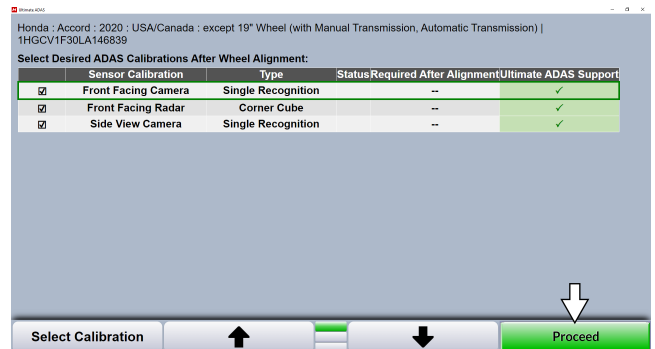 Ultimate ADAS
Honda : Accord : 2020 : USA/Canada : except 19" Wheel (with Manual Transmission, Automatic Transmission) |
1HGCV1F30LA146839
Select Desired ADAS Calibrations After Wheel Alignment:
Sensor Calibration Type Status Required After Alignment Ultimate ADAS Support
Front Facing Camera Single Recognition -- ✓
Front Facing Radar Corner Cube -- ✓
Side View Camera Single Recognition -- ✓
Select Calibration Proceed